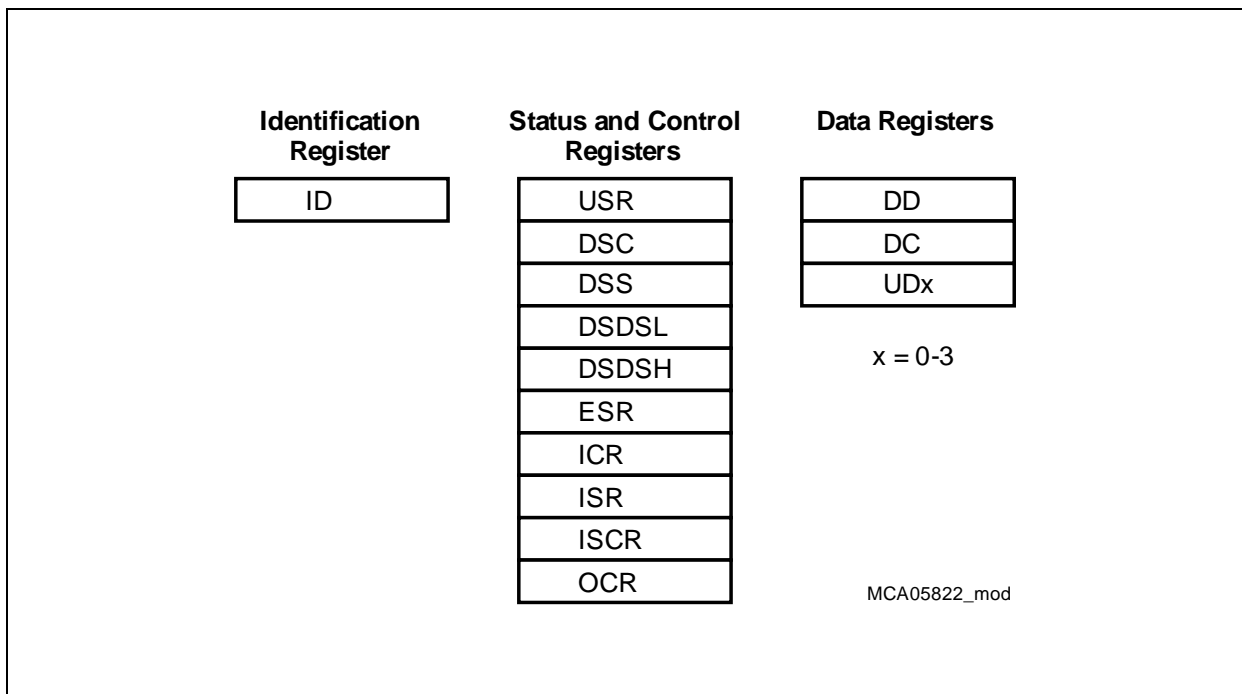 Identification
Register
ID
Status and Control
Registers
USR
DSC
DSS
DSDSL
DSDSH
ESR
ICR
ISR
ISCR
OCR
Data Registers
DD
DC
UDx
x = 0-3
MCA05822_mod